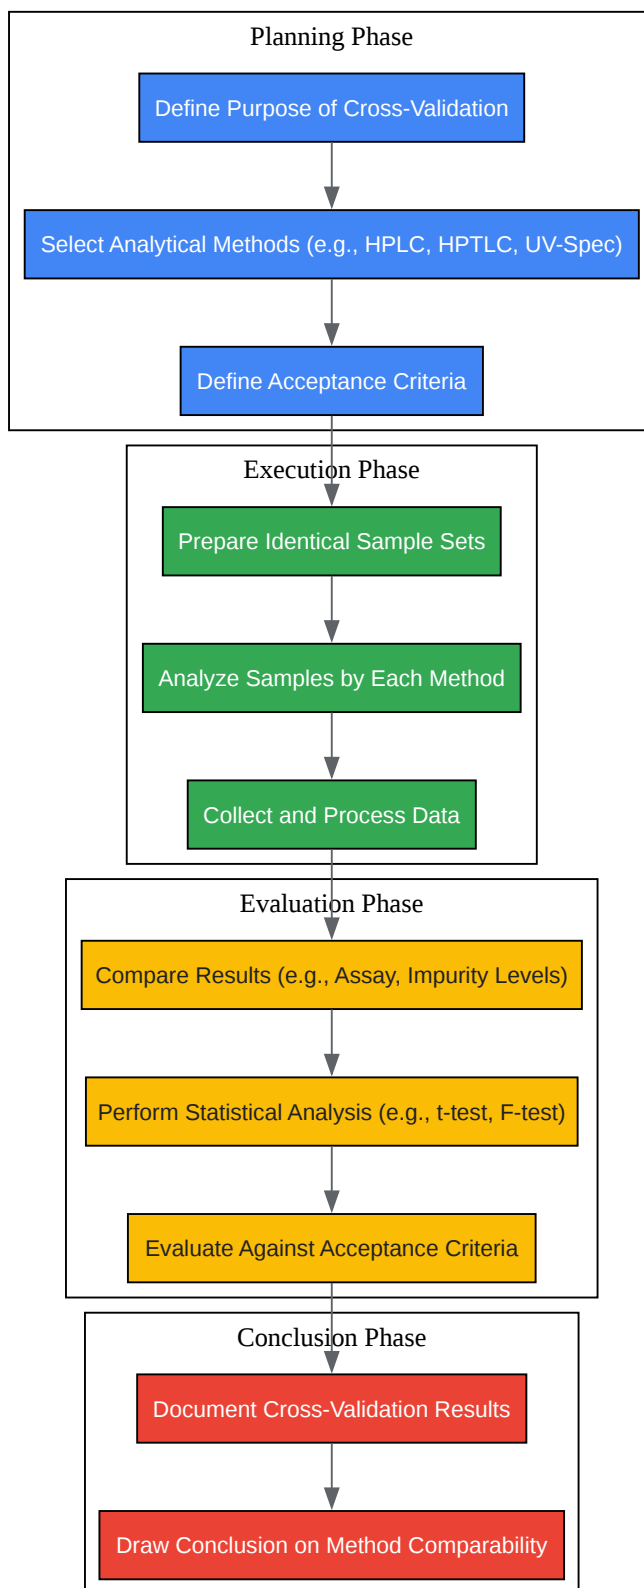 Planning Phase
Define Purpose of Cross-Validation
Select Analytical Methods (e.g., HPLC, HPTLC, UV-Spec)
Define Acceptance Criteria
Execution Phase
Prepare Identical Sample Sets
Analyze Samples by Each Method
Collect and Process Data
Evaluation Phase
Compare Results (e.g., Assay, Impurity Levels)
Perform Statistical Analysis (e.g., t-test, F-test)
Evaluate Against Acceptance Criteria
Conclusion Phase
Document Cross-Validation Results
Draw Conclusion on Method Comparability